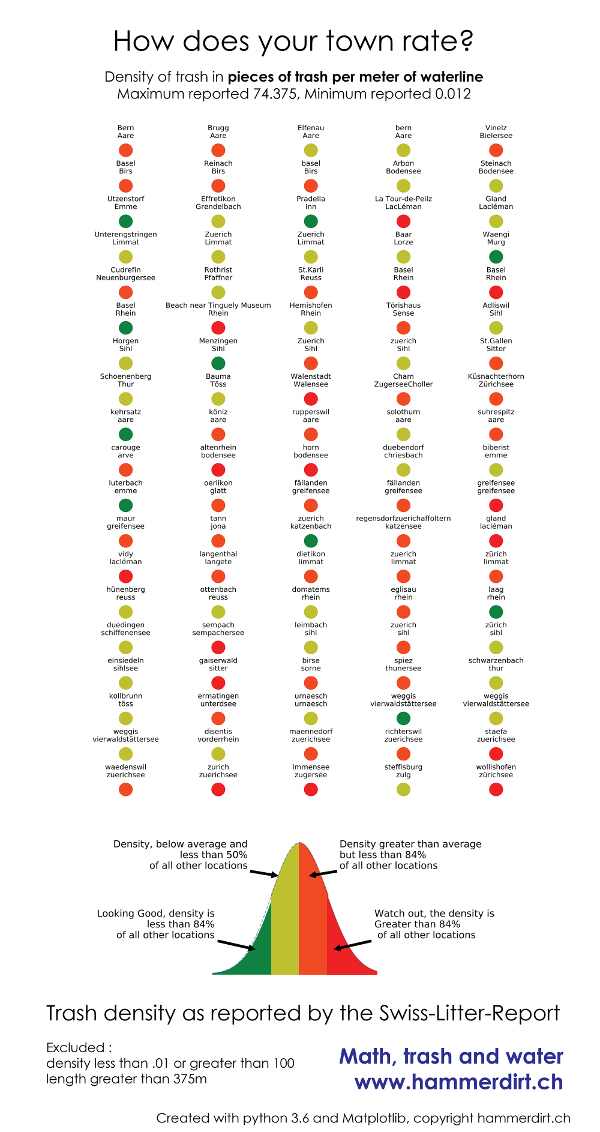 How does your town rate?
Density of trash in pieces of trash per meter of waterline
Maximum reported 74.375, Minimum reported 0.012
Bern Brugg Elfenau bern Vinelz
Aare Aare Aare Aare Bielersee
Basel Reinach basel Arbon Steinach
Birs Birs Birs Bodensee Bodensee
Utzenstorf Effretikon Pradella La Tour-de-Peilz Gland
Emme Grendelbach Inn LacLéman Lacléman
Unterengstringen Zuerich Zuerich Baar Waengi
Limmat Limmat Limmat Lorze Murg
Cudrefin Rothrist St.Karli Basel Basel
Neuenburgersee Pfaffner Reuss Rhein Rhein
Basel Beach near Tinguely Museum Hemishofen Törishaus Adliswil
Rhein Rhein Rhein Sense Sihl
Horgen Menzingen Zuerich zuerich St.Gallen
Sihl Sihl Sihl Sihl Sitter
Schoenenberg Bauma Walenstadt Cham Küsnachterhorn
Thur Töss Walensee ZugerseeCholler Zürichsee
kehrsatz köniz rupperswil solothurn suhrespitz
aare aare aare aare aare
carouge altenrhein horn duebendorf biberist
arve bodensee bodensee chriesbach emme
luterbach oerlikon fällanden fällanden greifensee
emme glatt greifensee greifensee greifensee
maur tann zuerich regensdorfzuerichaffoltern gland
greifensee jona katzenbach katzensee lacléman
vidy langenthal dietikon zuerich zürich
lacléman langete limmat limmat limmat
hünenberg ottenbach domatems eglisau laag
reuss reuss rhein rhein rhein
duedingen sempach leimbach zuerich zürich
schiffenensee sempachersee sihl sihl sihl
einsiedeln gaiserwald birse spiez schwarzenbach
sihlsee sitter sorne thunersee thur
kollbrunn ermatingen urnaesch weggis weggis
töss unterdsee urnaesch vierwaldstättersee vierwaldstättersee
weggis disentis maennedorf richterswil staefa
vierwaldstättersee vorderrhein zuerichsee zuerichsee zuerichsee
waedenswil zurich Immensee steffisburg wollishofen
zuerichsee zuerichsee zugersee zulg zürichsee
Density, below average and
less than 50%
of all other locations
Density greater than average
but less than 84%
of all other locations
Looking Good, density is
less than 84%
of all other locations
Watch out, the density is
Greater than 84%
of all other locations
Trash density as reported by the Swiss-Litter-Report
Excluded :
density less than .01 or greater than 100
length greater than 375m
Math, trash and water
www.hammerdirt.ch
Created with python 3.6 and Matplotlib, copyright hammerdirt.ch